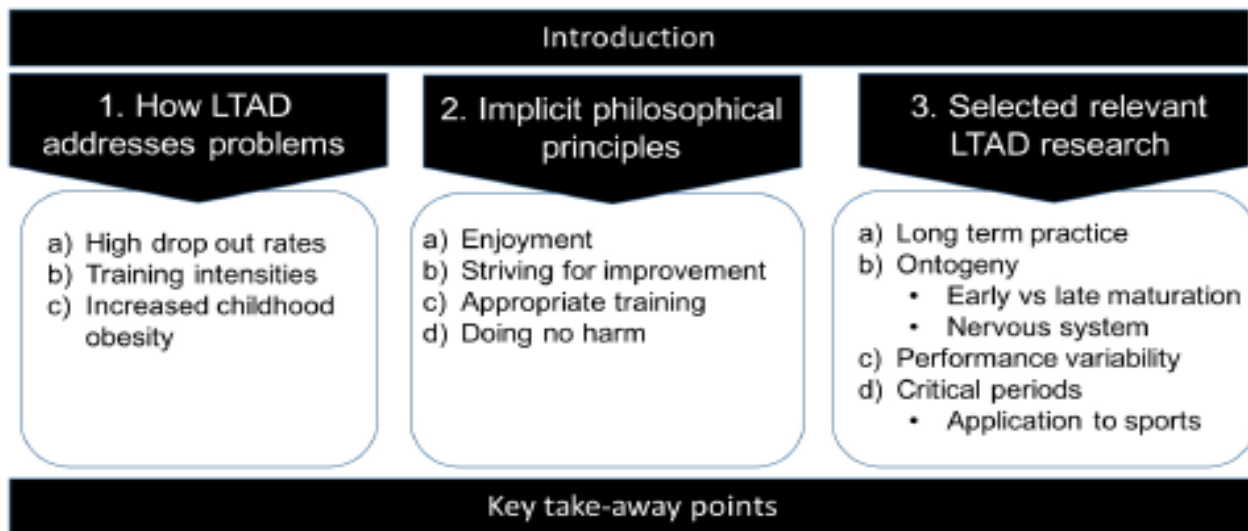 Introduction
1. How LTAD
addresses problems
a) High drop out rates
b) Training intensities
c) Increased childhood
obesity
2. Implicit philosophical
principles
a) Enjoyment
b) Striving for improvement
c) Appropriate training
d) Doing no harm
3. Selected relevant
LTAD research
a) Long term practice
b) Ontogeny
• Early vs late maturation
• Nervous system
c) Performance variability
d) Critical periods
• Application to sports
Key take-away points